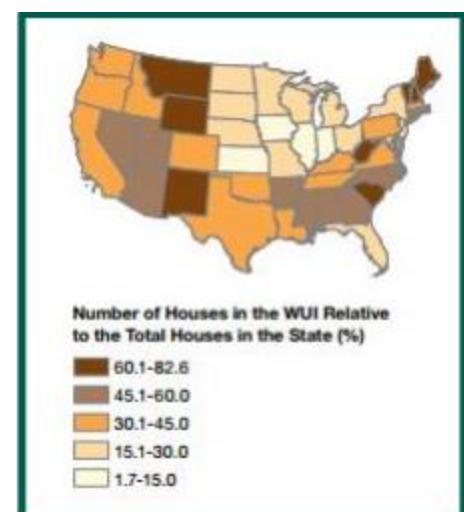 Number of Houses in the WUI Relative
to the Total Houses in the State (%)
60.1-82.6
45.1-60.0
30.1-45.0
15.1-30.0
1.7-15.0